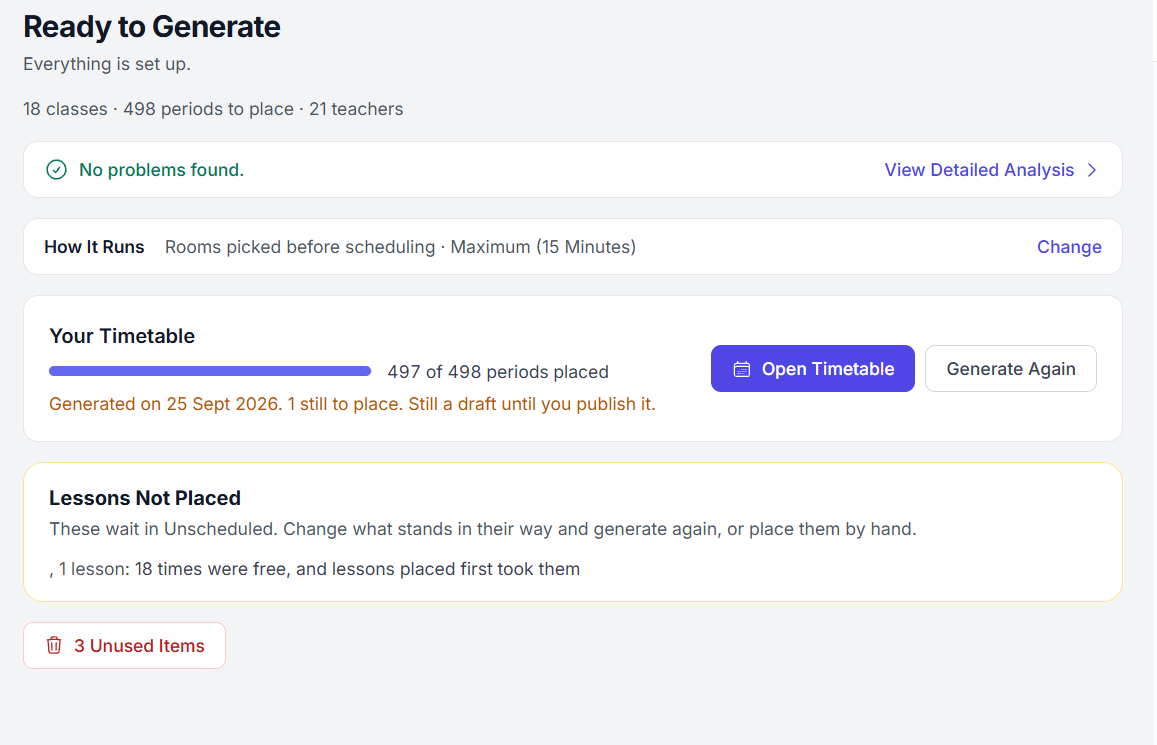 Ready to Generate
Everything is set up.
18 classes · 498 periods to place · 21 teachers
No problems found.
View Detailed Analysis
How It Runs
Rooms picked before scheduling · Maximum (15 Minutes)
Change
Your Timetable
497 of 498 periods placed
Generated on 25 Sept 2026. 1 still to place. Still a draft until you publish it.
Open Timetable
Generate Again
Lessons Not Placed
These wait in Unscheduled. Change what stands in their way and generate again, or place them by hand.
, 1 lesson: 18 times were free, and lessons placed first took them
3 Unused Items